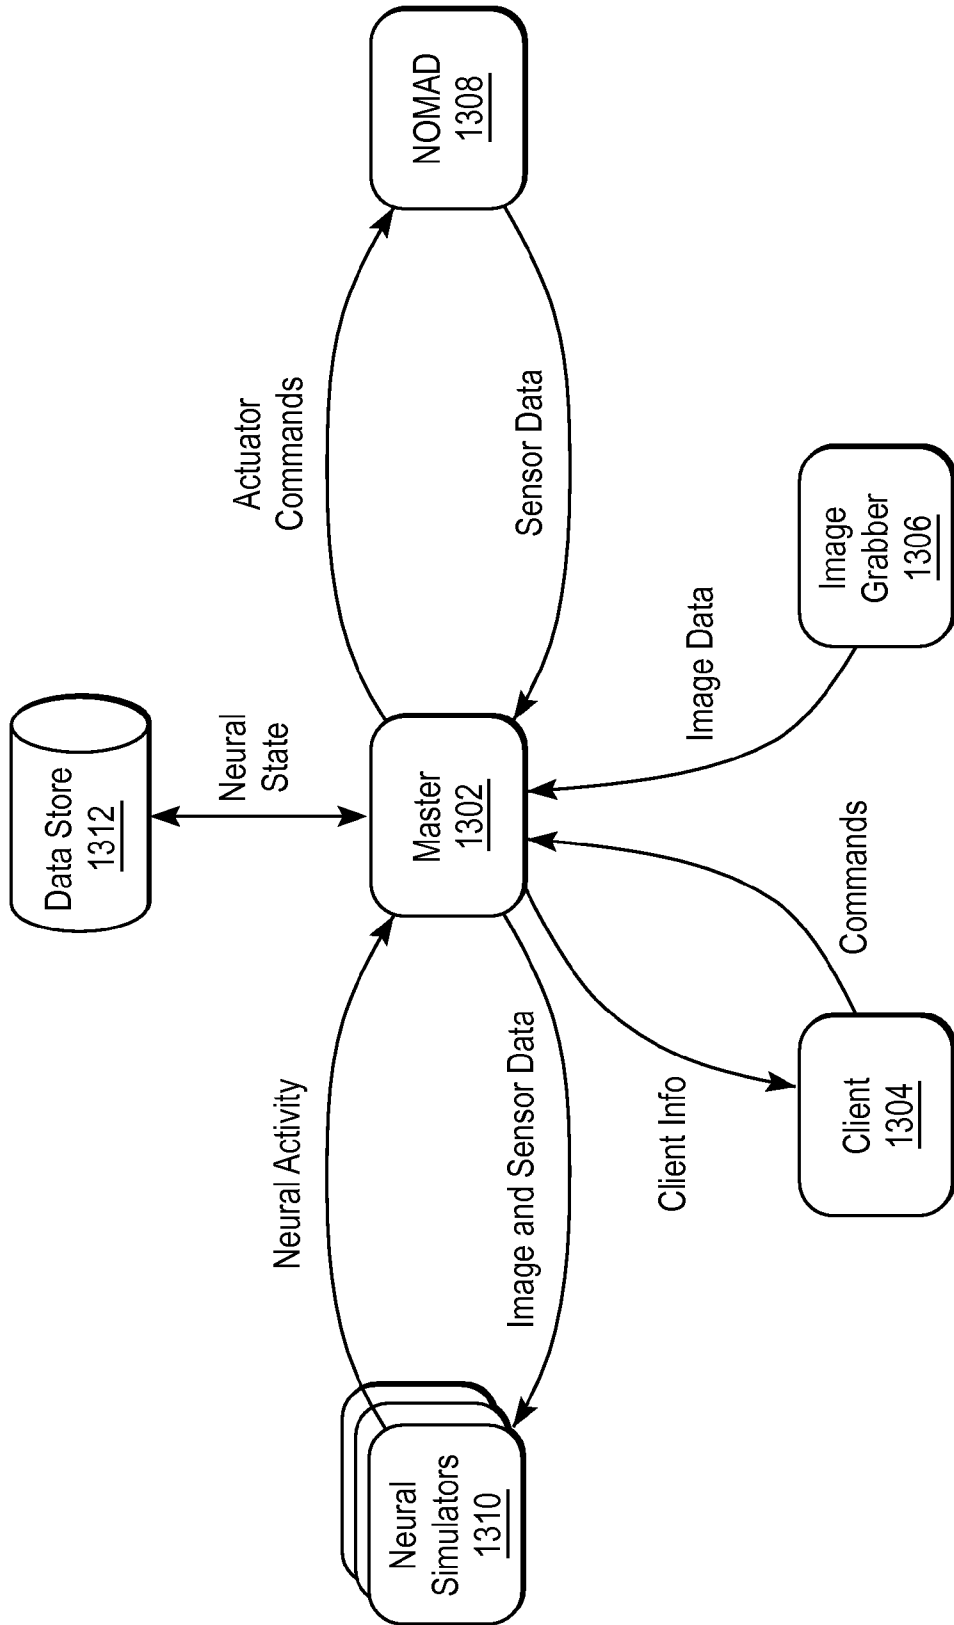 Data Store
1312
Neural
State
Neural Activity
Actuator
Commands
Neural
Simulators
1310
Master
1302
NOMAD
1308
Image and Sensor Data
Sensor Data
Client Info
Image Data
Commands
Client
1304
Image
Grabber
1306